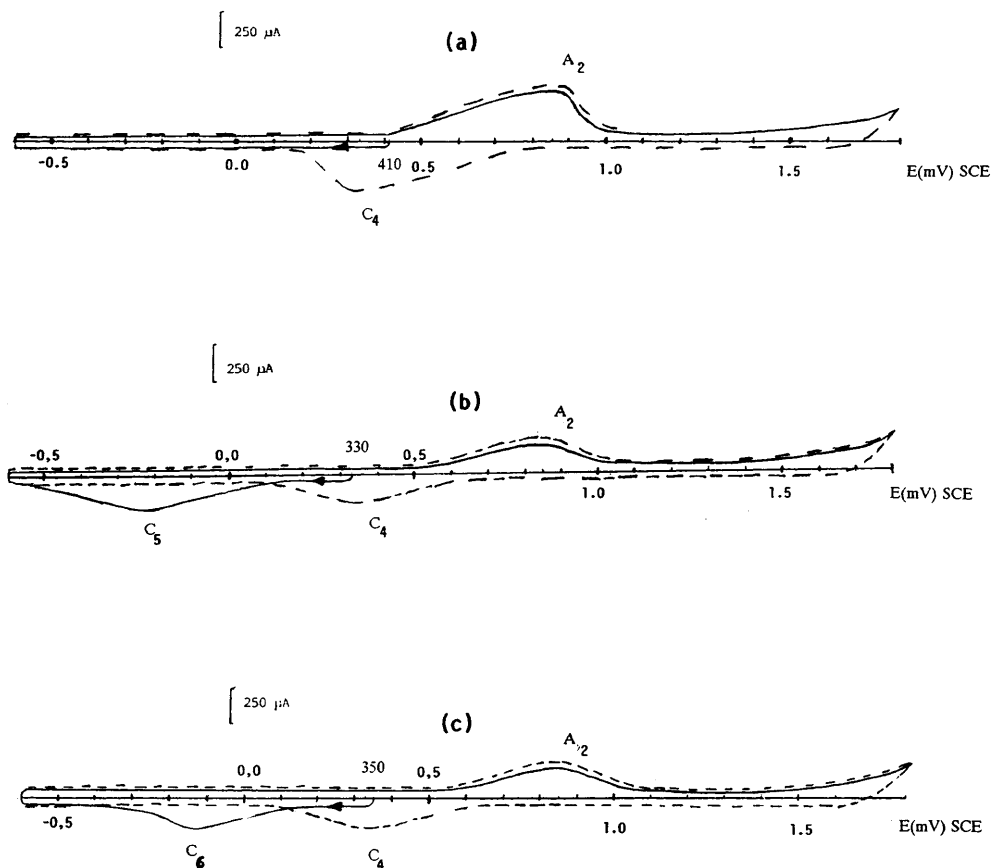 250 µA
(a)
A2
-0.5 0.0 410 0.5 1.0 1.5 E(mV) SCE
C4
250 µA
(b)
A2
-0,5 0,0 330 0,5
1.0 1.5 E(mV) SCE
C5 C4
250 µA
(c)
A2
0,0 350 0,5
-0,5 1.0 1.5 E(mV) SCE
C6 C4